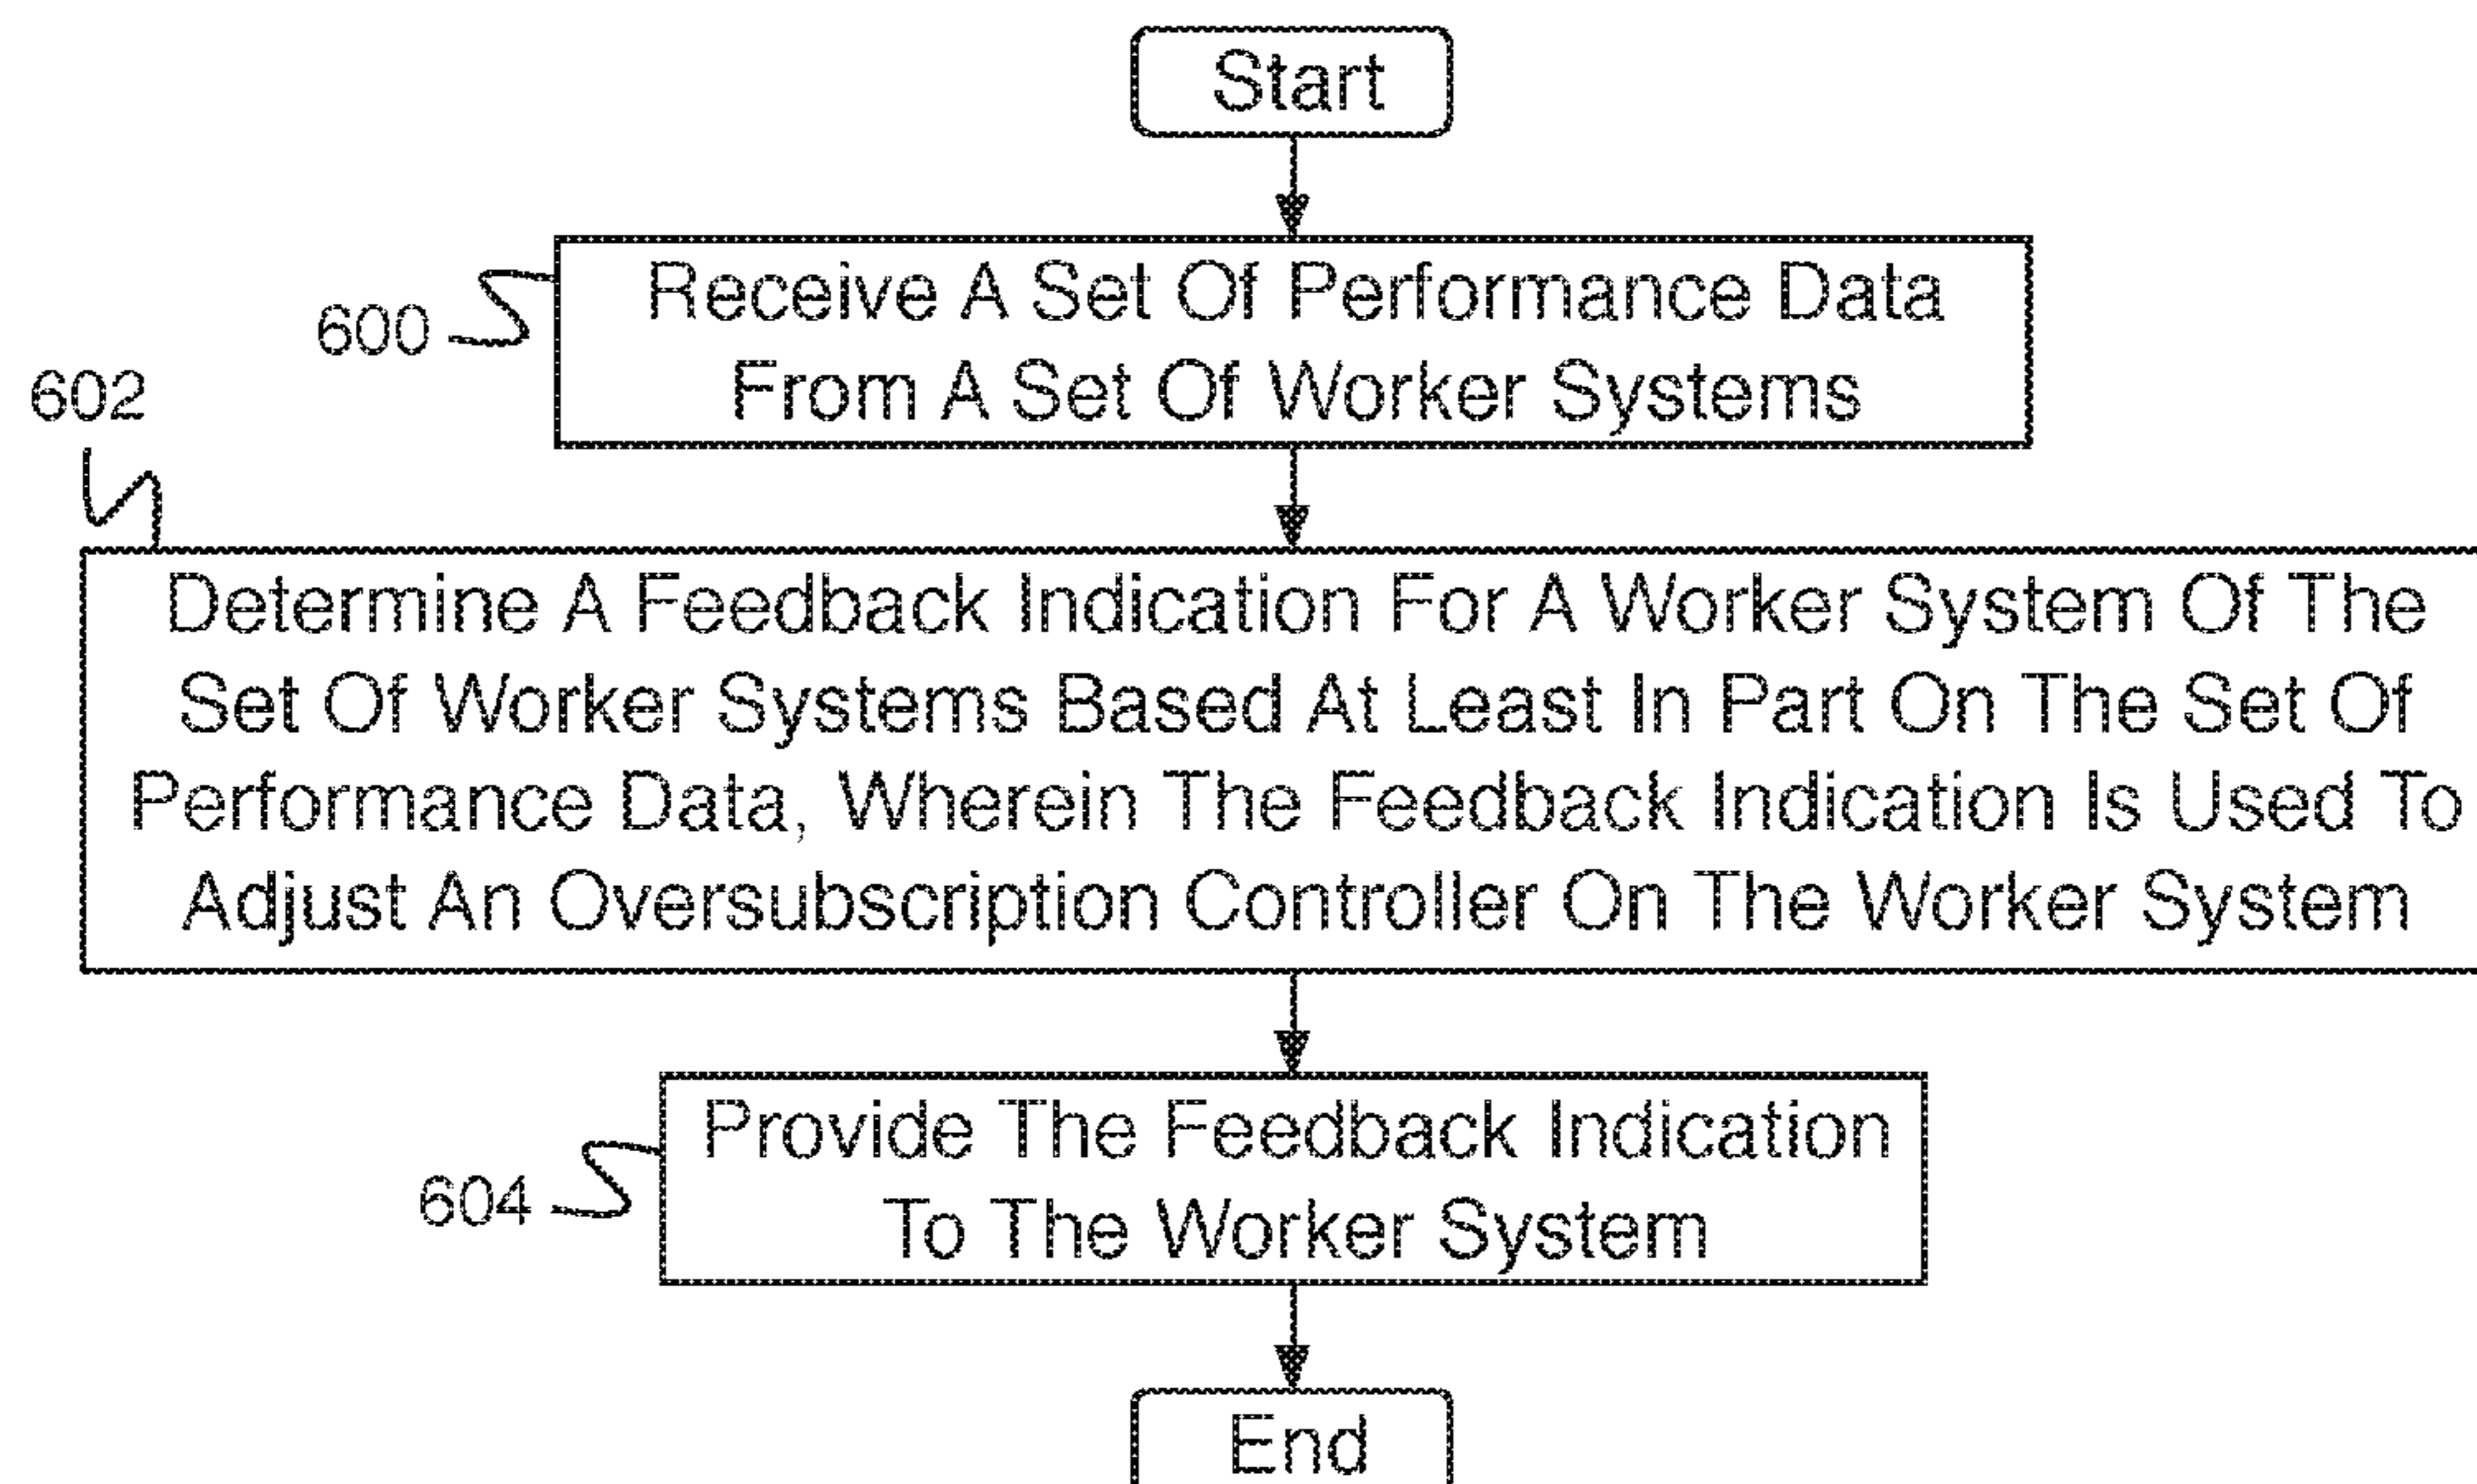 Start
600
Receive A Set Of Performance Data
From A Set Of Worker Systems
602
Determine A Feedback Indication For A Worker System Of The
Set Of Worker Systems Based At Least In Part On The Set Of
Performance Data, Wherein The Feedback Indication Is Used To
Adjust An Oversubscription Controller On The Worker System
604
Provide The Feedback Indication
To The Worker System
End